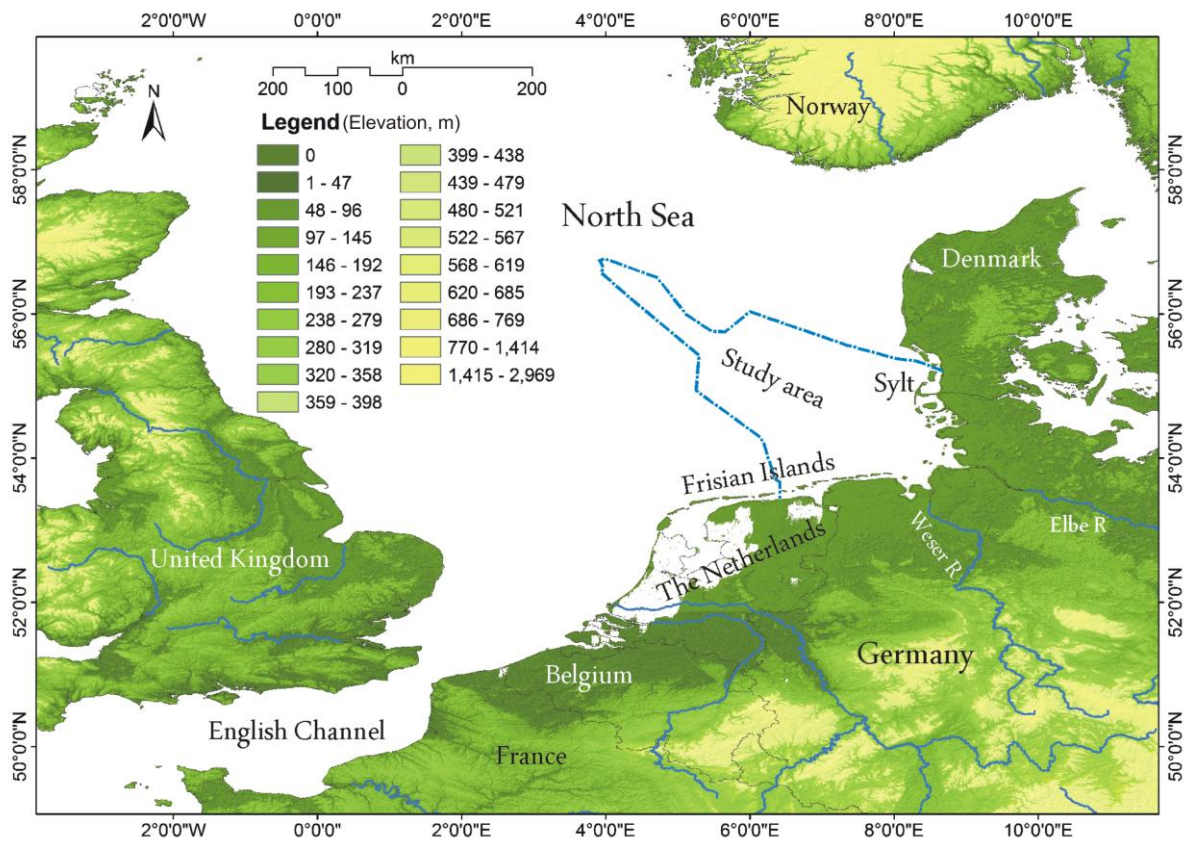 2°0'0"W 0°0'0" 2°0'0"E 4°0'0"E 6°0'0"E 8°0'0"E 10°0'0"E
km
200 100 0 200
N
Legend (Elevation, m)
0
1 - 47
48 - 96
97 - 145
146 - 192
193 - 237
238 - 279
280 - 319
320 - 358
359 - 398
399 - 438
439 - 479
480 - 521
522 - 567
568 - 619
620 - 685
686 - 769
770 - 1,414
1,415 - 2,969
Norway
North Sea
Denmark
Study area
Sylt
Frisian Islands
Elbe R
Weser R
United Kingdom
The Netherlands
Germany
Belgium
English Channel
France
58°0'0"N
56°0'0"N
54°0'0"N
52°0'0"N
50°0'0"N
58°0'0"N
56°0'0"N
54°0'0"N
52°0'0"N
50°0'0"N
2°0'0"W 0°0'0" 2°0'0"E 4°0'0"E 6°0'0"E 8°0'0"E 10°0'0"E